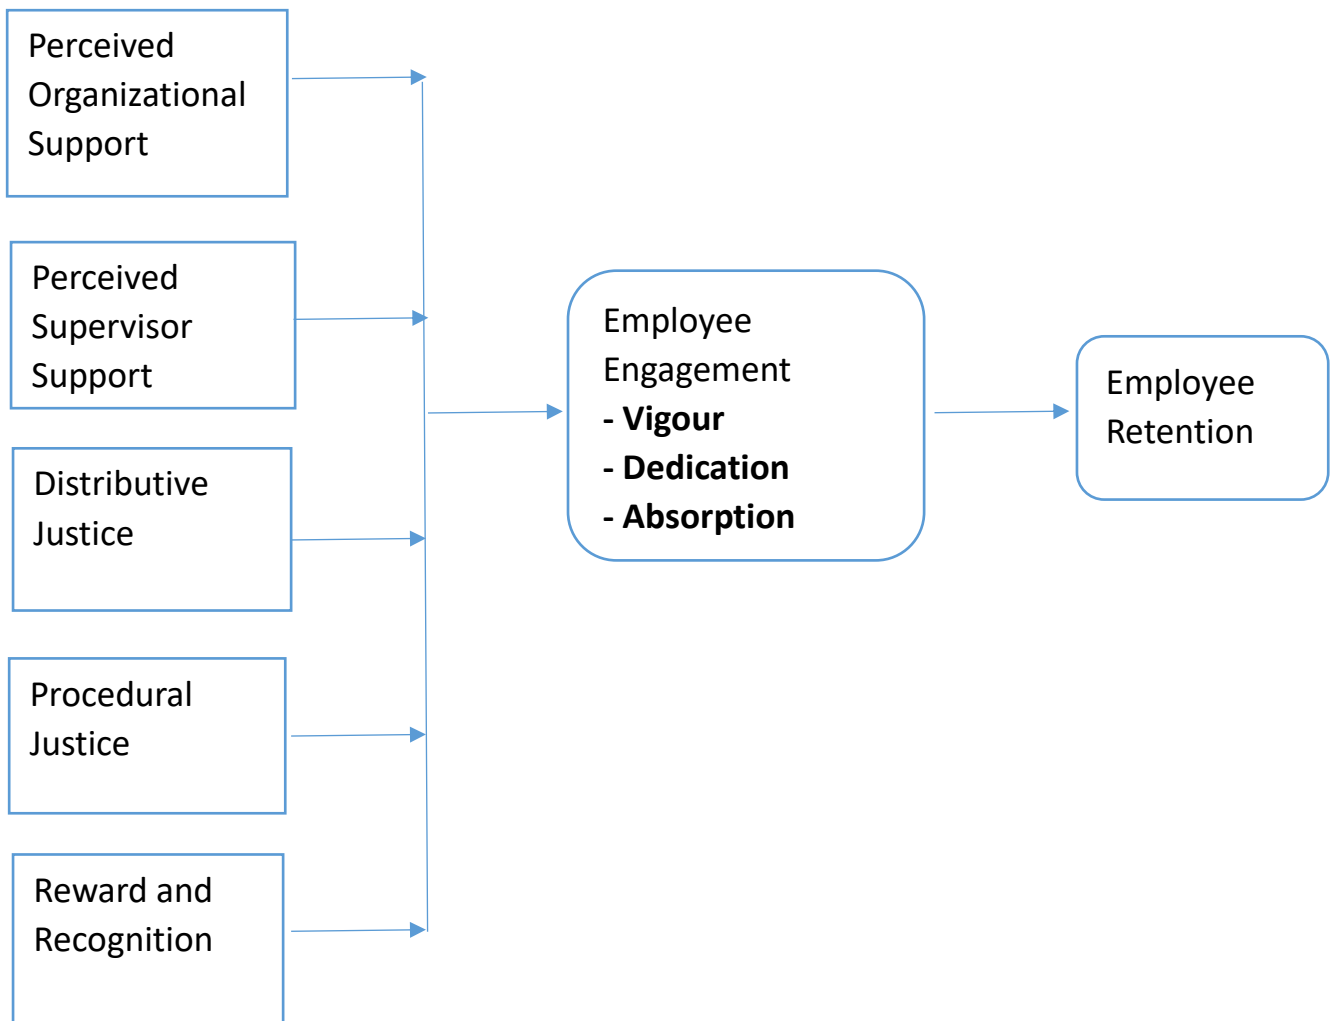 Perceived
Organizational
Support
Perceived
Supervisor
Support
Distributive
Justice
Procedural
Justice
Reward and
Recognition
Employee
Engagement
- Vigour
- Dedication
- Absorption
Employee
Retention